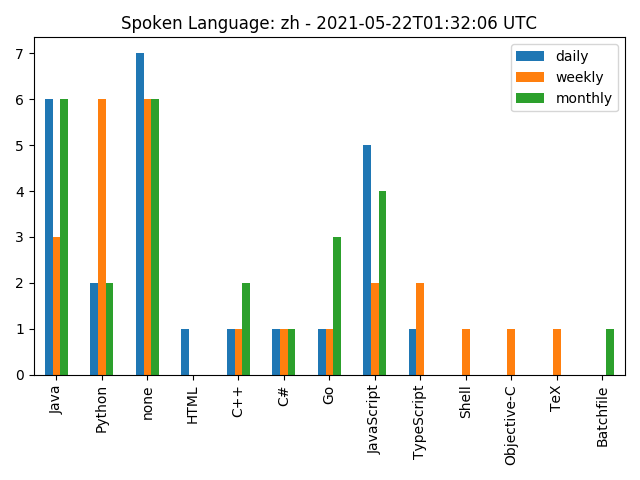 Spoken Language: zh - 2021-05-22T01:32:06 UTC
daily
weekly
monthly
7
6
5
4
3
2
1
0
Java
Python
none
HTML
C++
C#
Go
JavaScript
TypeScript
Shell
Objective-C
TeX
Batchfile